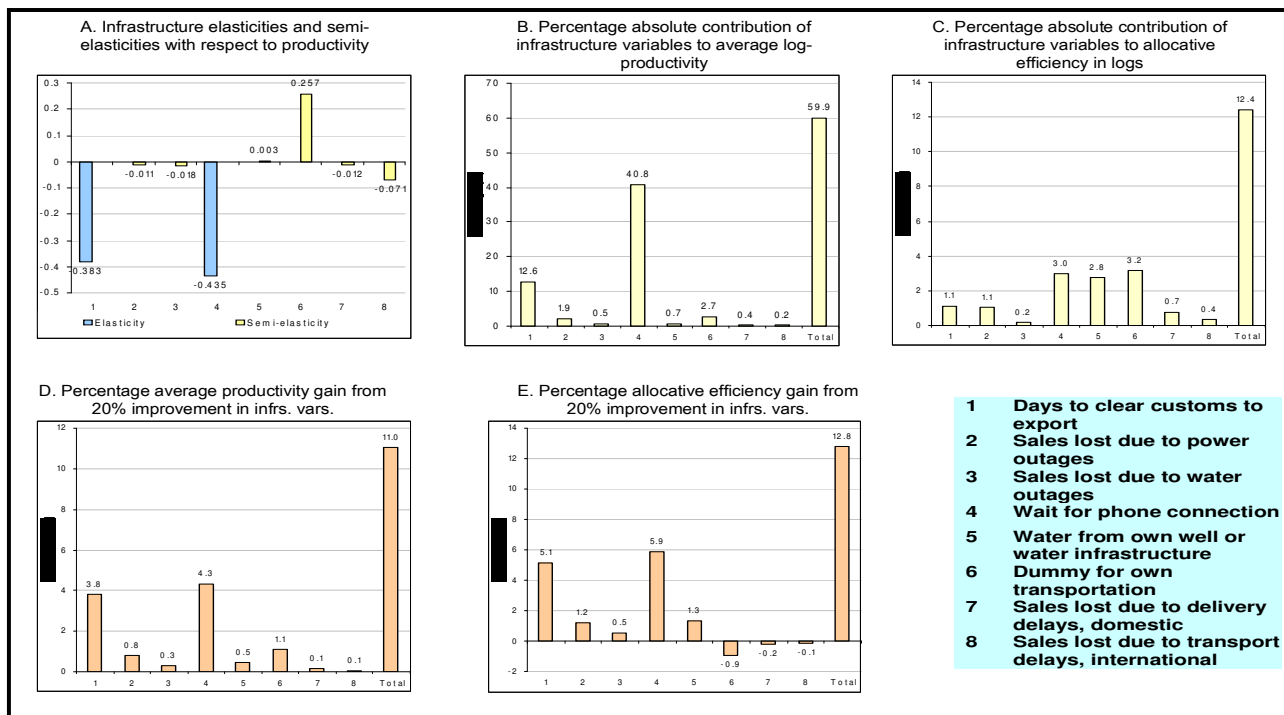 A. Infrastructure elasticities and semi-
elasticities with respect to productivity
0.3
0.2
0.1
0
-0.1
-0.2
-0.3
-0.4
-0.5
-0.383
-0.011
-0.018
-0.435
0.003
0.257
-0.012
-0.071
1 2 3 4 5 6 7 8
Elasticity Semi-elasticity
B. Percentage absolute contribution of
infrastructure variables to average log-
productivity
70
60
50
40
30
20
10
0
12.6
1.9
0.5
40.8
0.7
2.7
0.4
0.2
59.9
1 2 3 4 5 6 7 8 Total
C. Percentage absolute contribution of
infrastructure variables to allocative
efficiency in logs
14
12
10
8
6
4
2
0
1.1
1.1
0.2
3.0
2.8
3.2
0.7
0.4
12.4
1 2 3 4 5 6 7 8 Total
D. Percentage average productivity gain from
20% improvement in infrs. vars.
12
10
8
6
4
2
0
3.8
0.8
0.3
4.3
0.5
1.1
0.1
0.1
11.0
1 2 3 4 5 6 7 8 Total
E. Percentage allocative efficiency gain from
20% improvement in infrs. vars.
14
12
10
8
6
4
2
0
-2
5.1
1.2
0.5
5.9
1.3
-0.9
-0.2
-0.1
12.8
1 2 3 4 5 6 7 8 Total
1 Days to clear customs to
export
2 Sales lost due to power
outages
3 Sales lost due to water
outages
4 Wait for phone connection
5 Water from own well or
water infrastructure
6 Dummy for own
transportation
7 Sales lost due to delivery
delays, domestic
8 Sales lost due to transport
delays, international